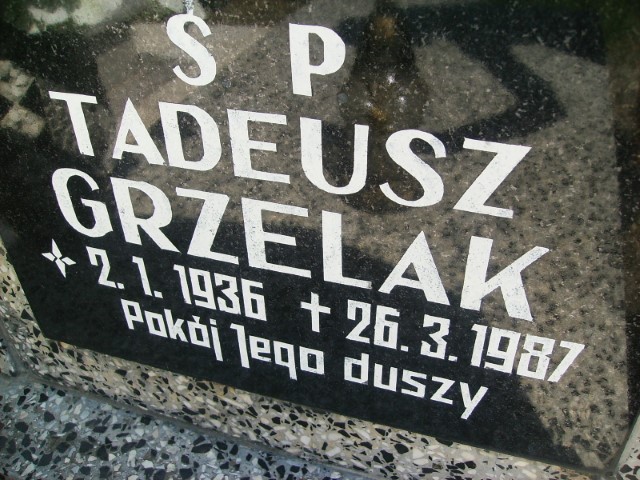 Ś P
TADEUSZ
GRZELAK
2. 1. 1936 26. 3. 1987
Pokój Jego duszy